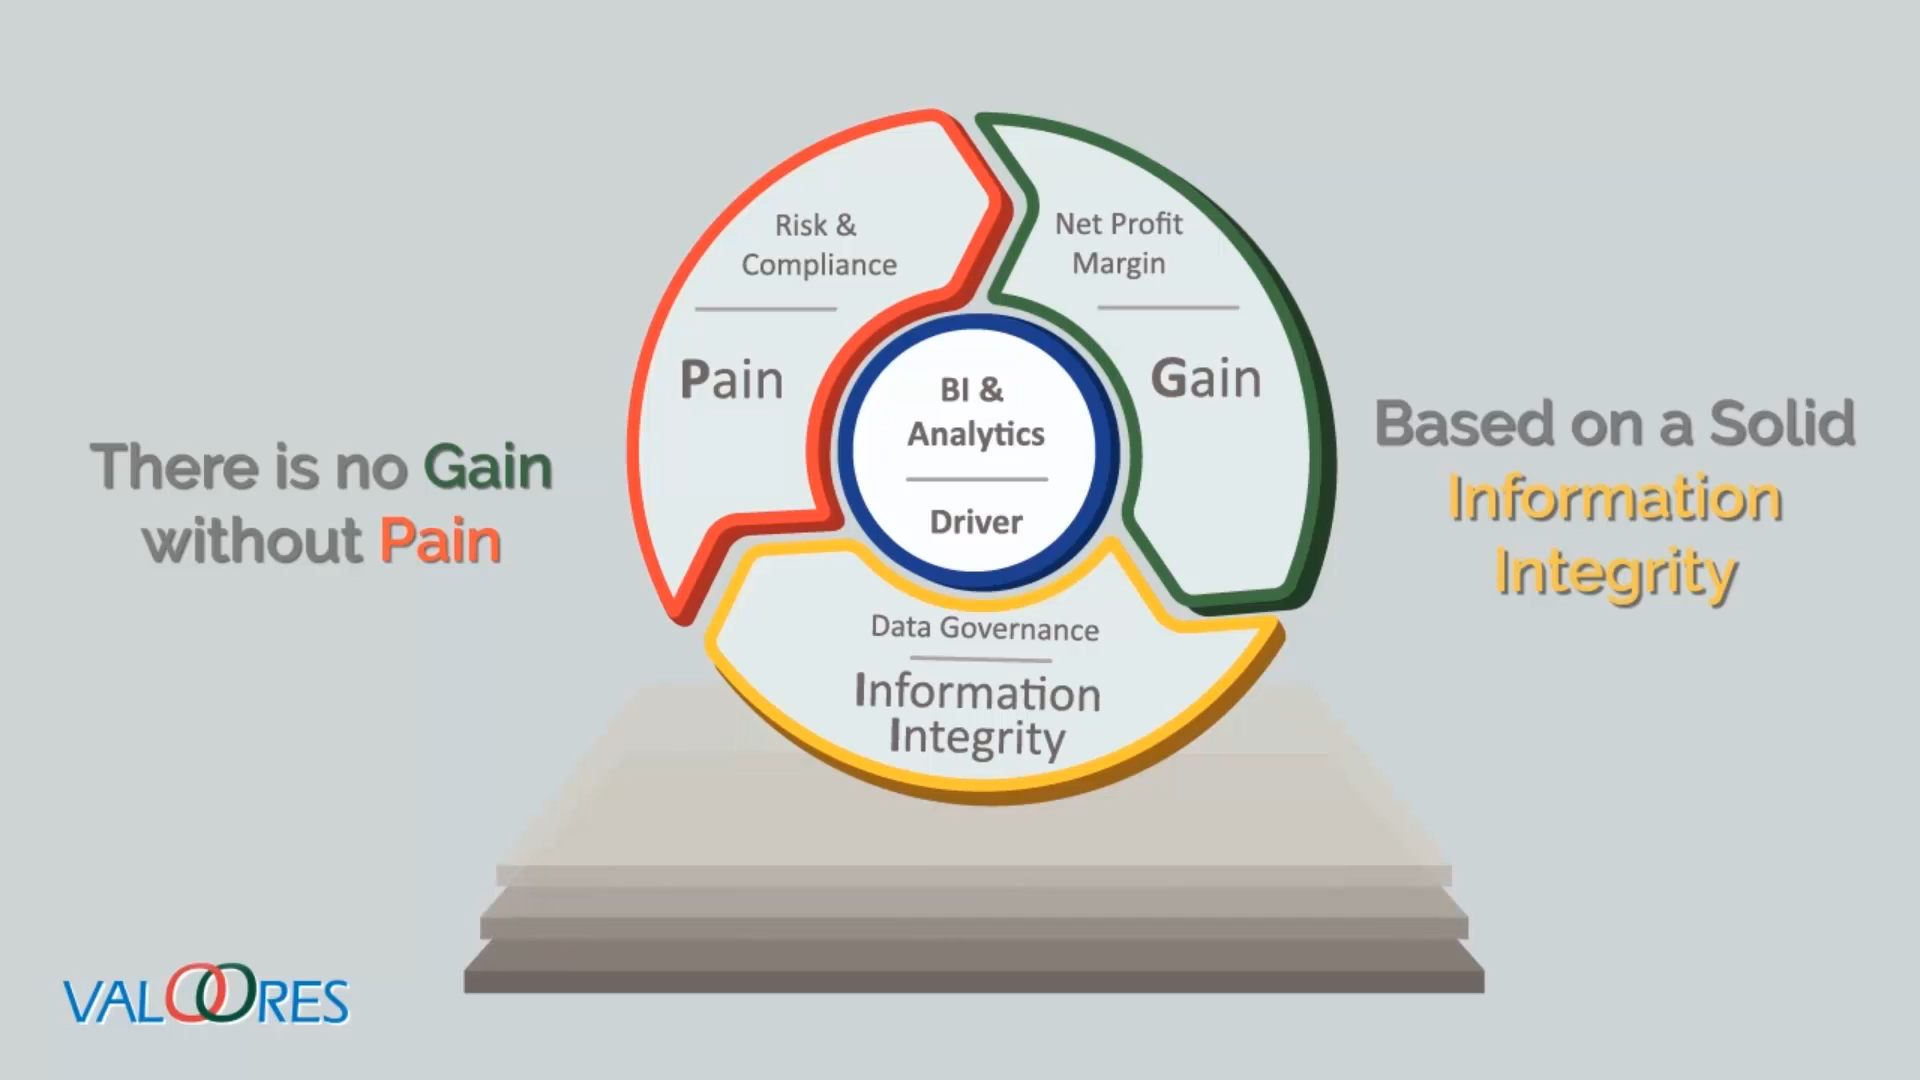 There is no Gain
without Pain
Risk &
Compliance
Pain
Net Profit
Margin
Gain
BI &
Analytics
Driver
Data Governance
Information
Integrity
Based on a Solid
Information
Integrity
VALOORES